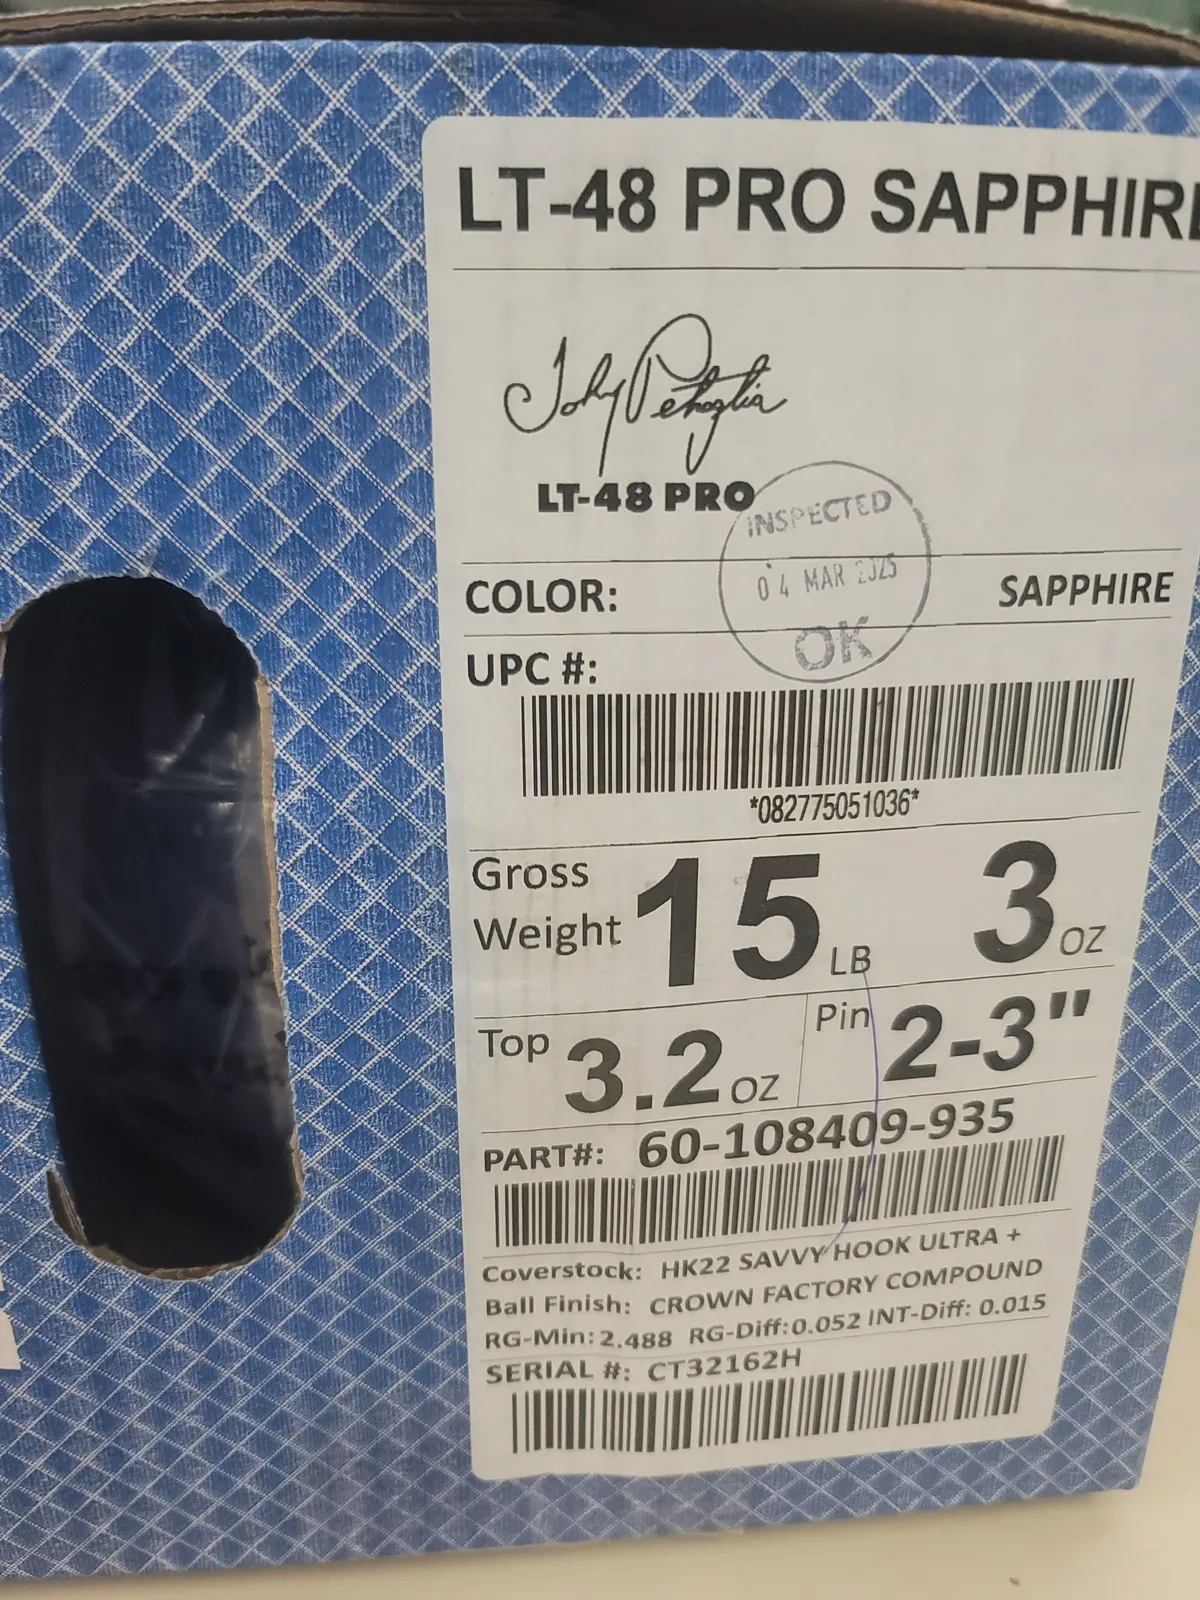 LT-48 PRO SAPPHIRE
John Petraglia
LT-48 PRO
INSPECTED
04 MAR 2025
OK
COLOR: SAPPHIRE
UPC #:
*082775051036*
Gross Weight 15 LB 3 OZ
Top 3.2 OZ Pin 2-3"
PART#: 60-108409-935
Coverstock: HK22 SAVVY HOOK ULTRA +
Ball Finish: CROWN FACTORY COMPOUND
RG-Min: 2.488 RG-Diff:0.052 INT-Diff: 0.015
SERIAL #: CT32162H